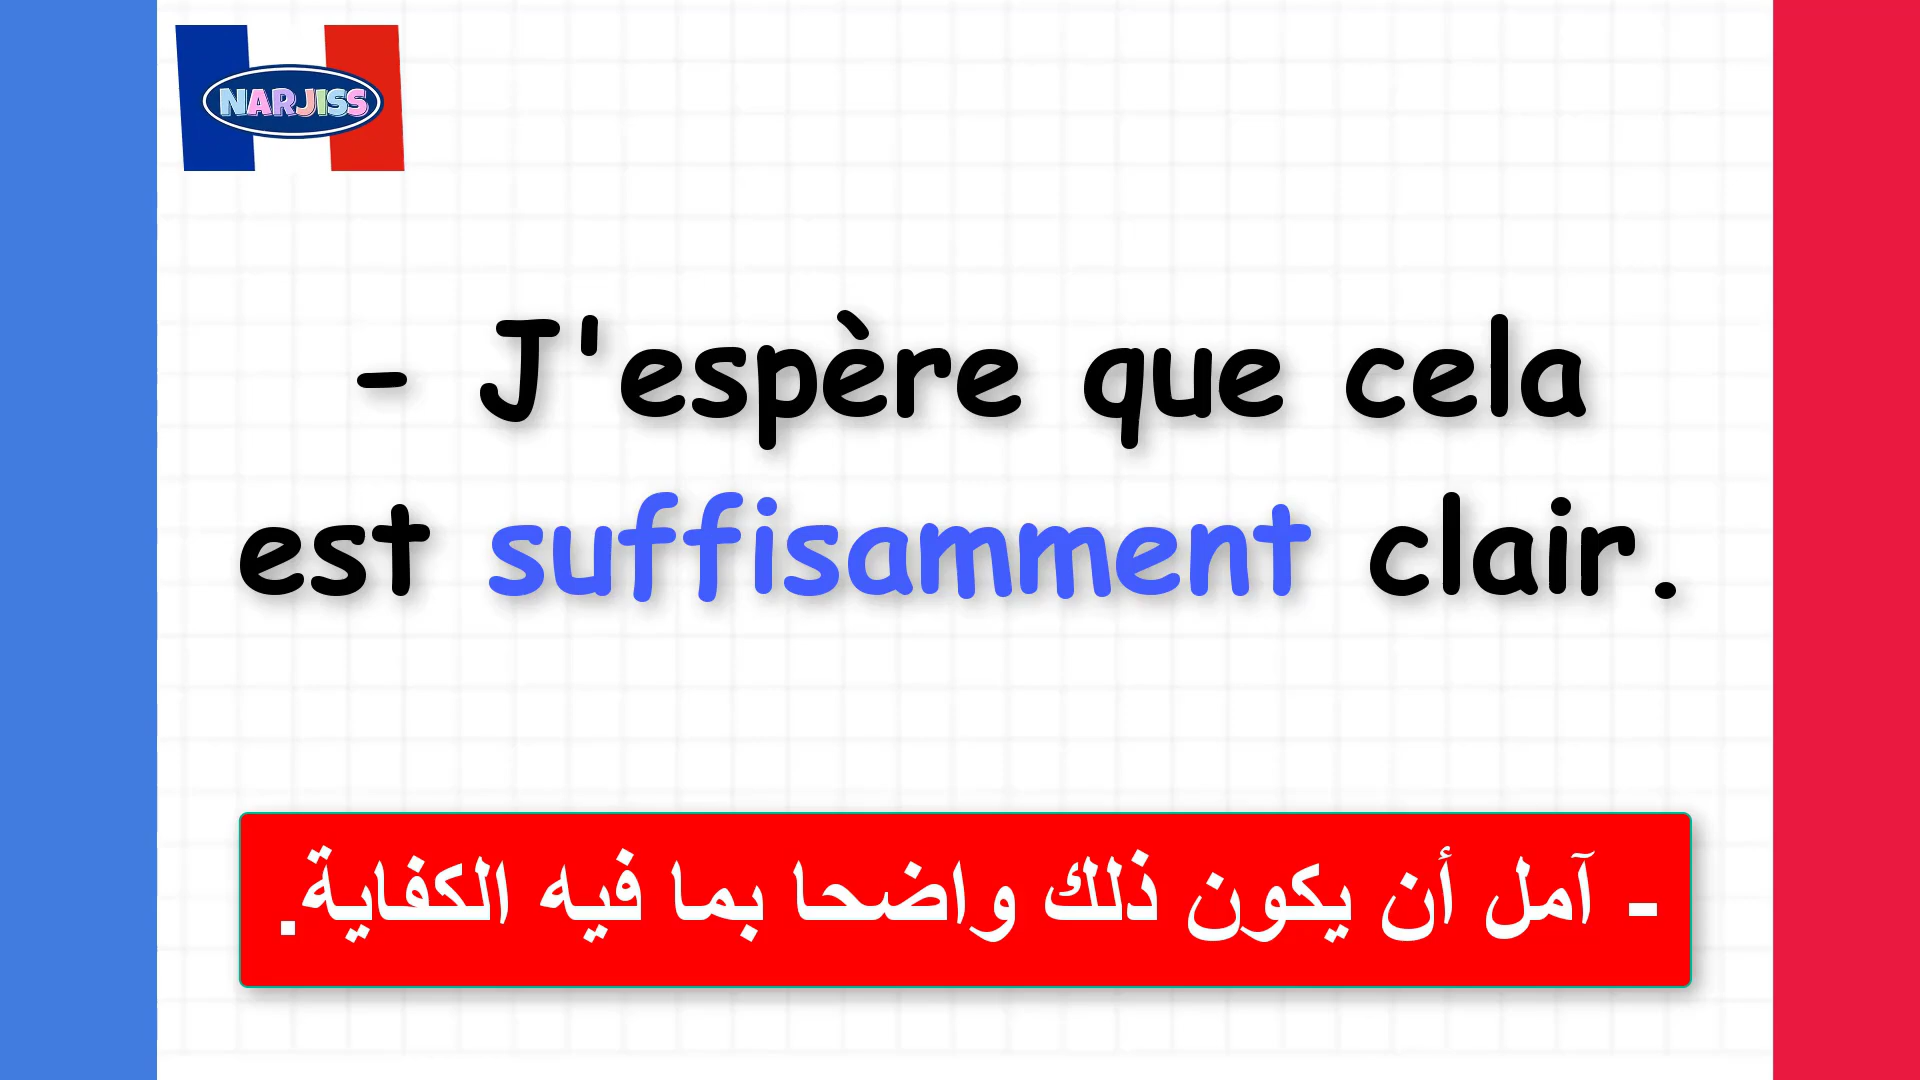 NARJISS
- J'espère que cela
est suffisamment clair.
- آمل أن يكون ذلك واضحا بما فيه الكفاية.